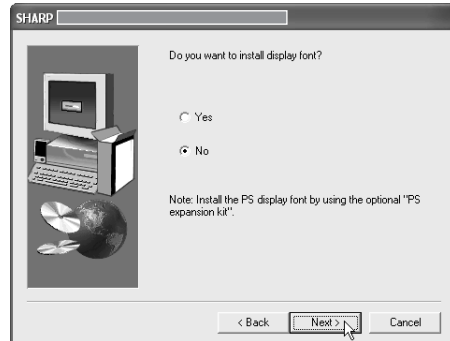 SHARP
Do you want to install display font?
Yes
No
Note: Install the PS display font by using the optional "PS
expansion kit".
< Back
Next >
Cancel